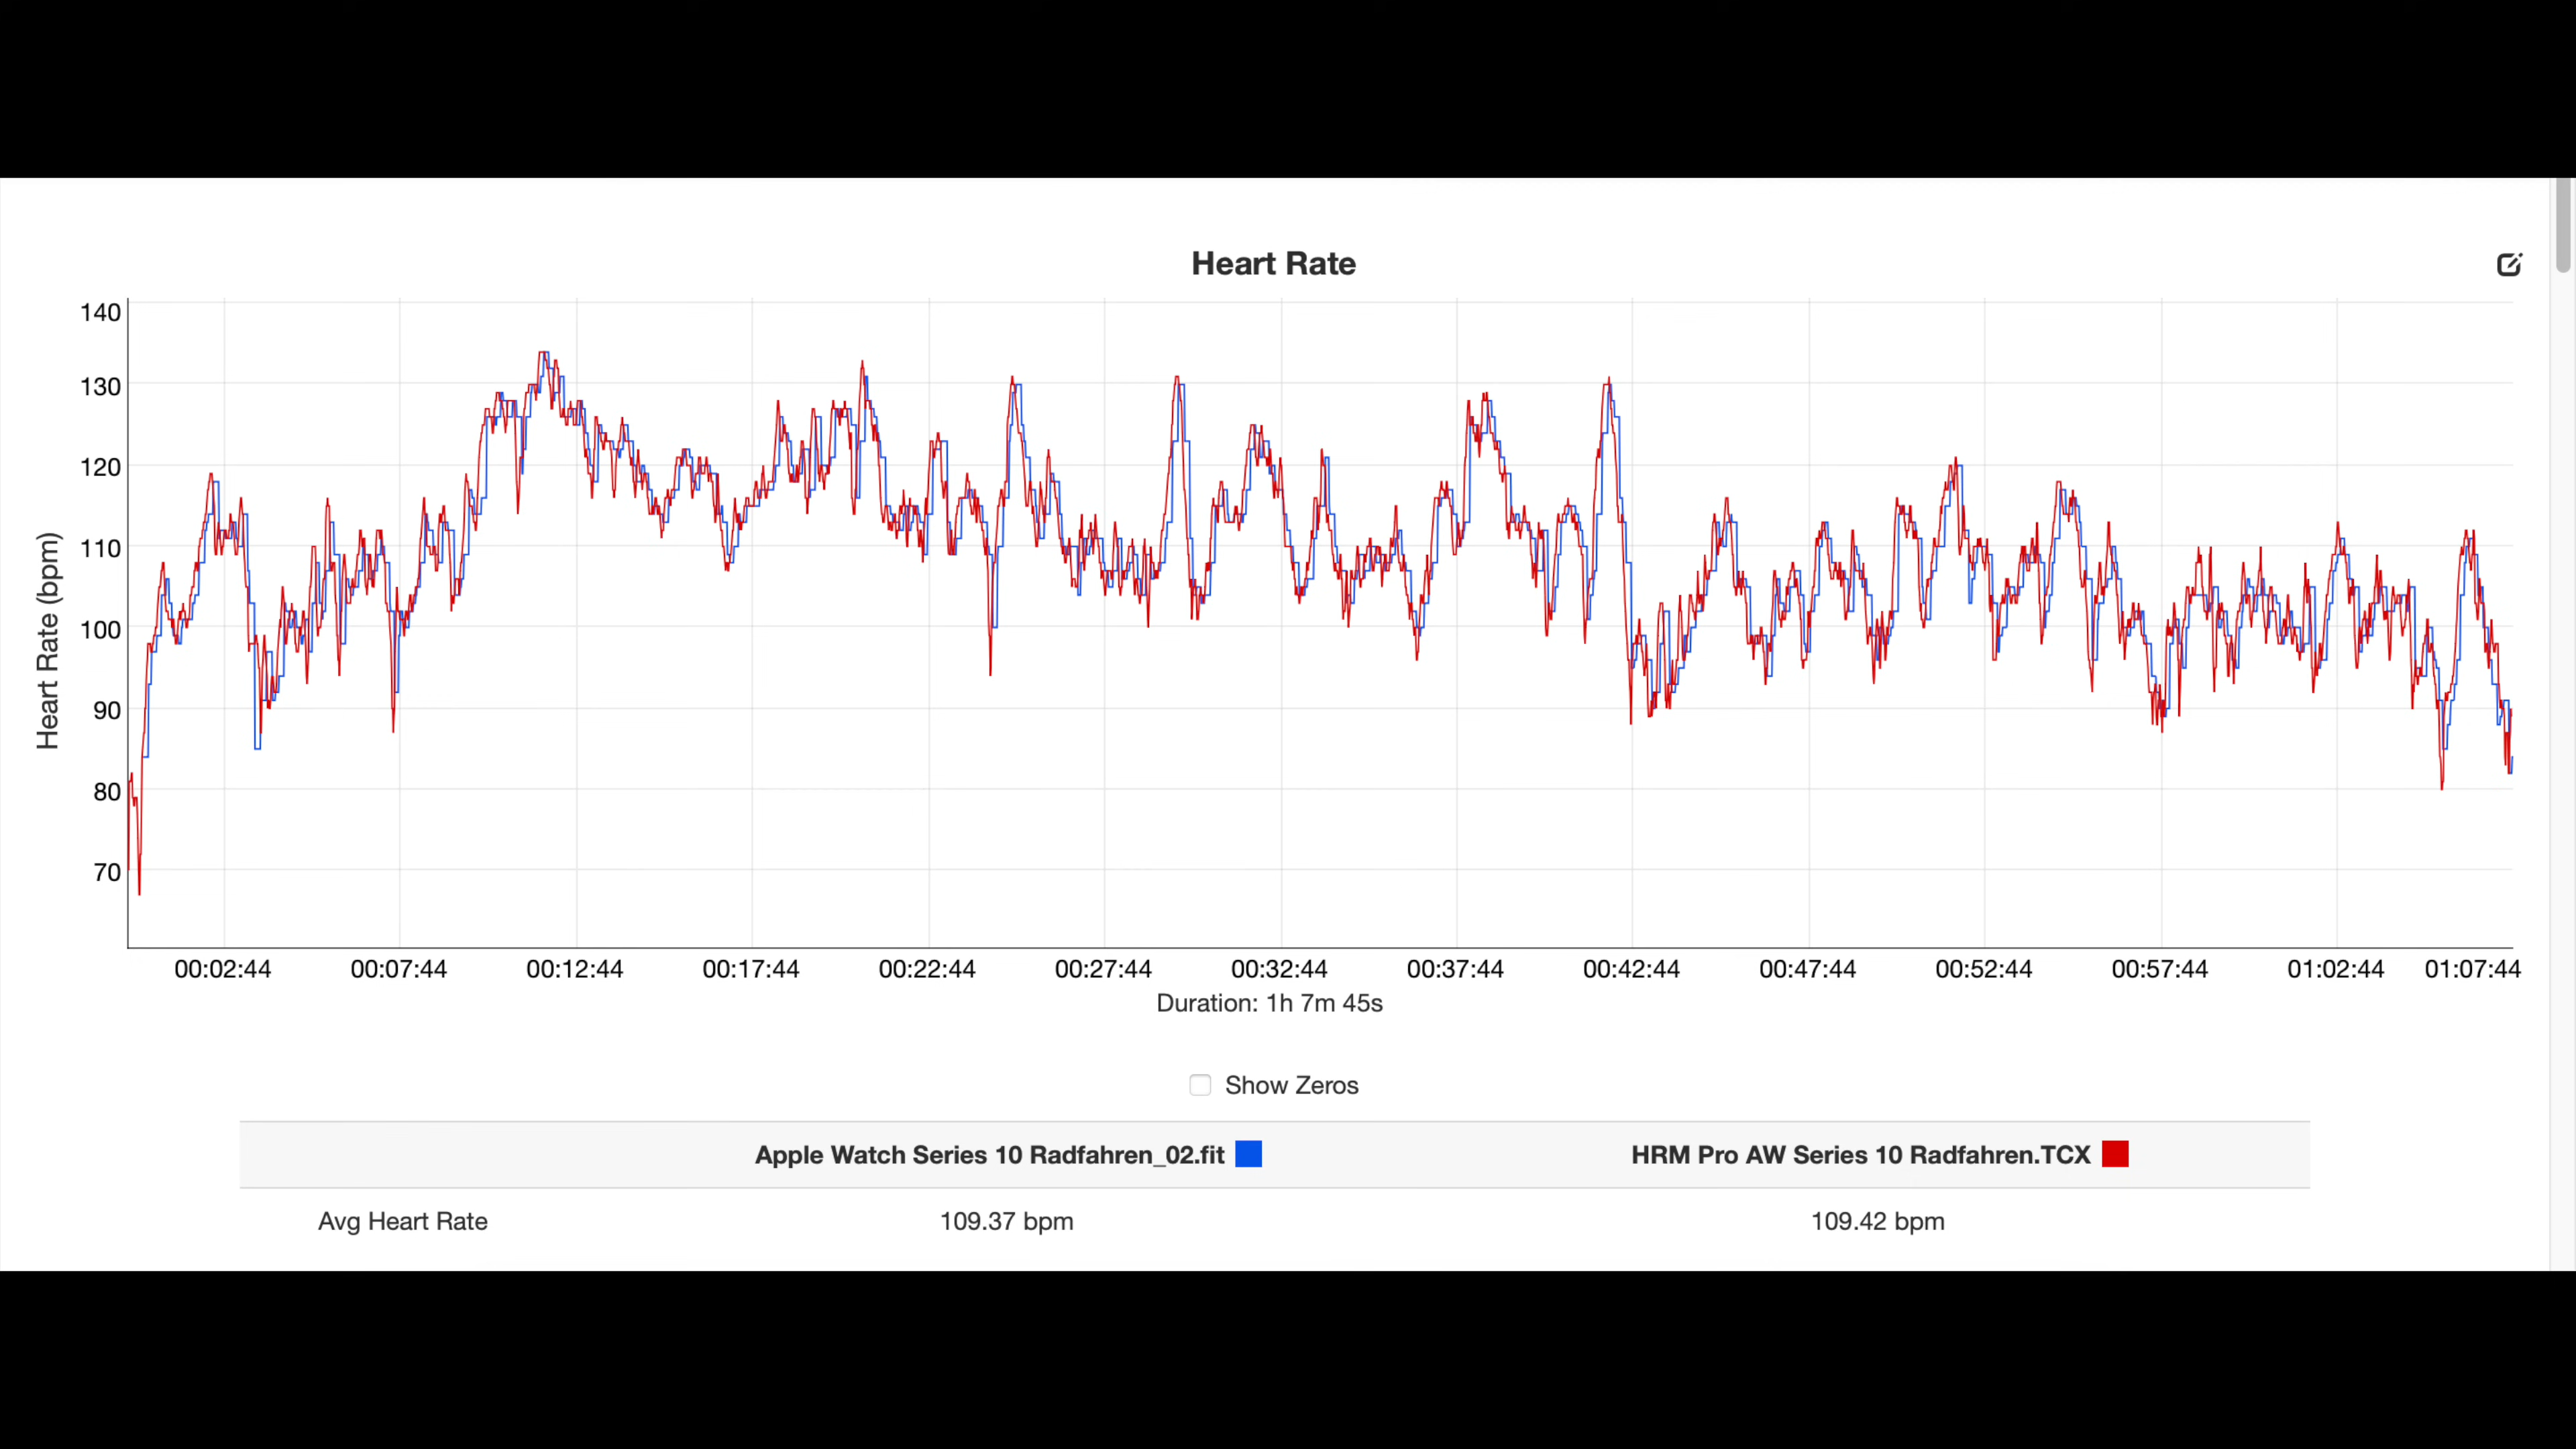 Heart Rate
140
130
120
110
100
90
80
70
Heart Rate (bpm)
00:02:44 00:07:44 00:12:44 00:17:44 00:22:44 00:27:44 00:32:44 00:37:44 00:42:44 00:47:44 00:52:44 00:57:44 01:02:44 01:07:44
Duration: 1h 7m 45s
Show Zeros
Apple Watch Series 10 Radfahren_02.fit HRM Pro AW Series 10 Radfahren.TCX
Avg Heart Rate 109.37 bpm 109.42 bpm